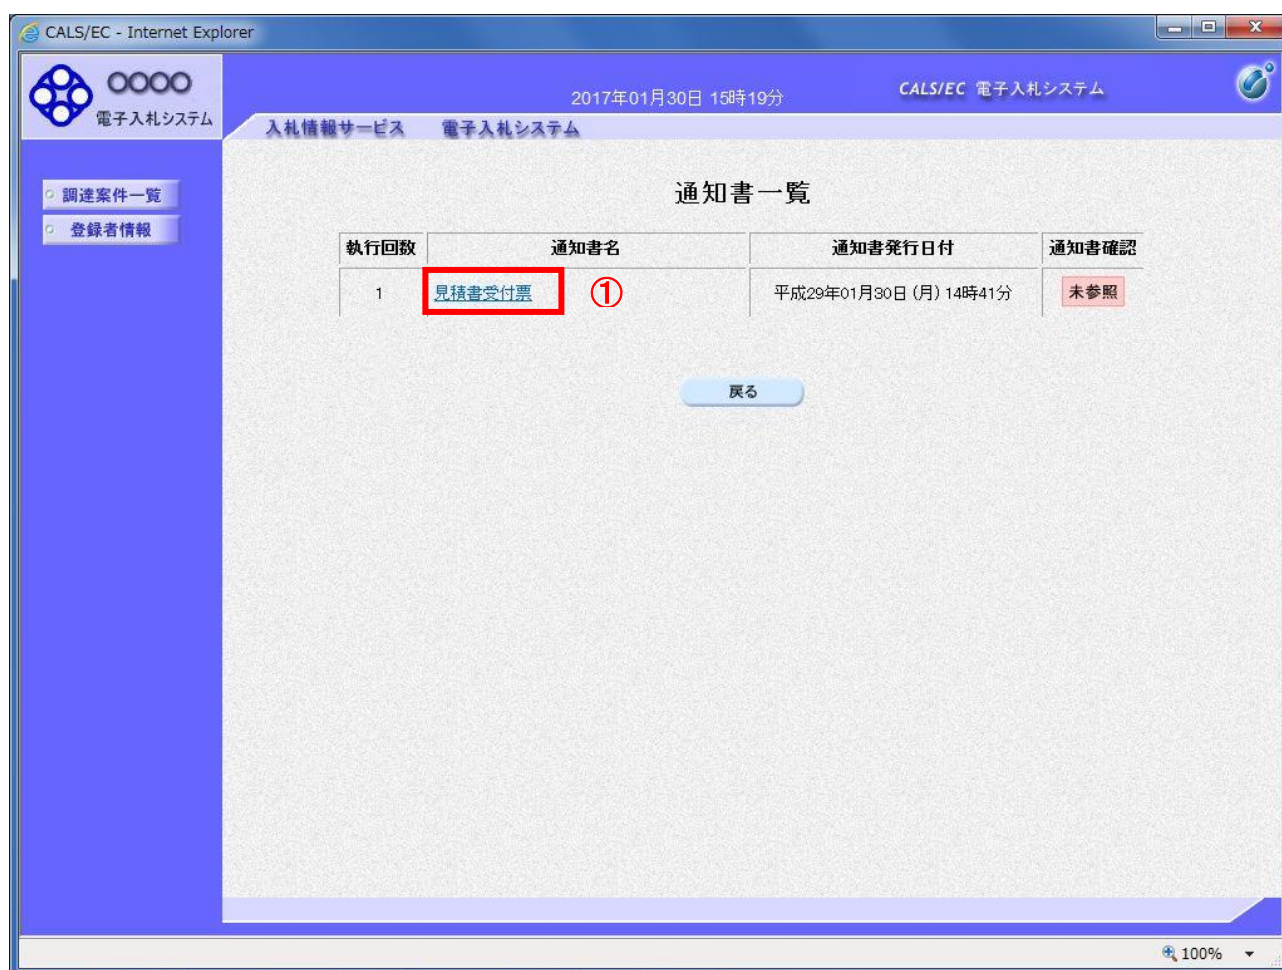 CALS/EC - Internet Explorer
OOOO
電子入札システム
2017年01月30日 15時19分
CALS/EC 電子入札システム
入札情報サービス 電子入札システム
調達案件一覧
登録者情報
通知書一覧
執行回数 通知書名 通知書発行日付 通知書確認
1 見積書受付票 ① 平成29年01月30日 (月) 14時41分 未参照
戻る
100%